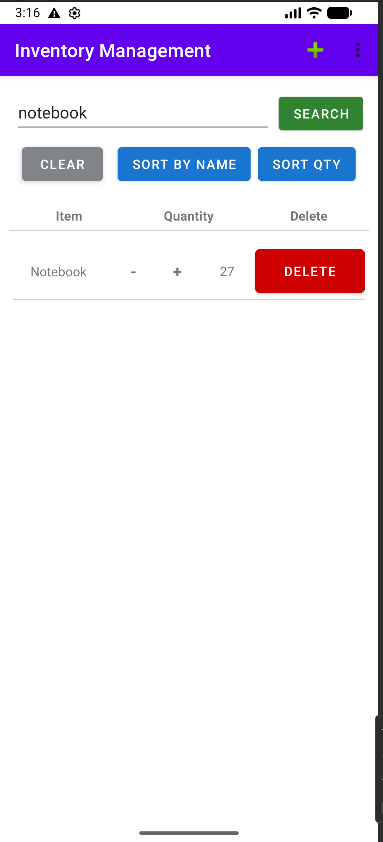 3:16
Inventory Management
notebook
SEARCH
CLEAR SORT BY NAME SORT QTY
Item Quantity Delete
Notebook - + 27 DELETE